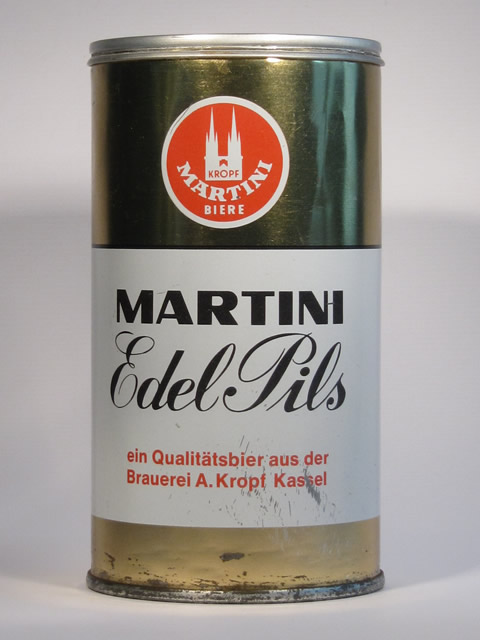 KROPF
MARTINI
BIERE
MARTINI
Edel Pils
ein Qualitätsbier aus der
Brauerei A. Kropf Kassel